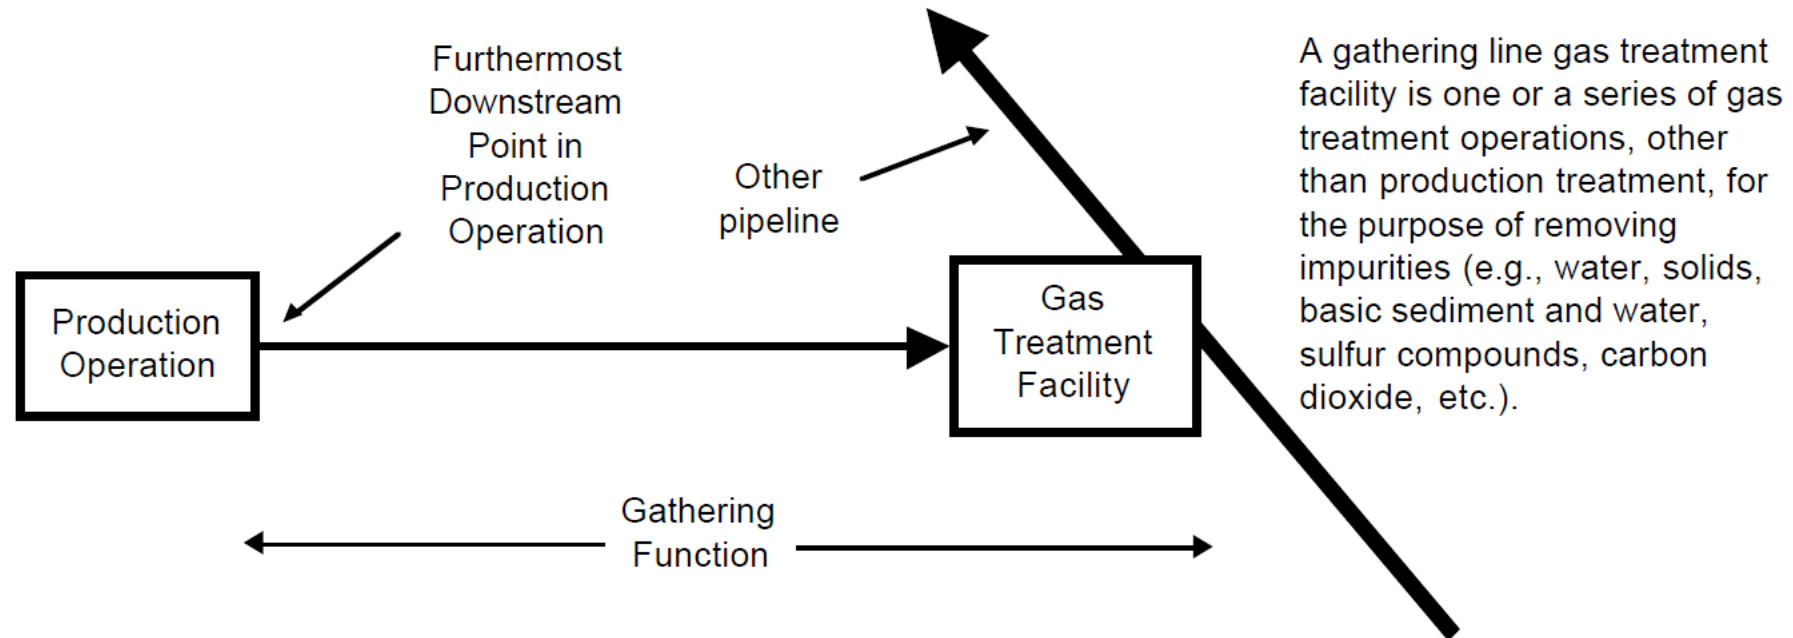 Furthermost
Downstream
Point in
Production
Operation
Other
pipeline
A gathering line gas treatment
facility is one or a series of gas
treatment operations, other
than production treatment, for
the purpose of removing
impurities (e.g., water, solids,
basic sediment and water,
sulfur compounds, carbon
dioxide, etc.).
Production
Operation
Gas
Treatment
Facility
Gathering
Function